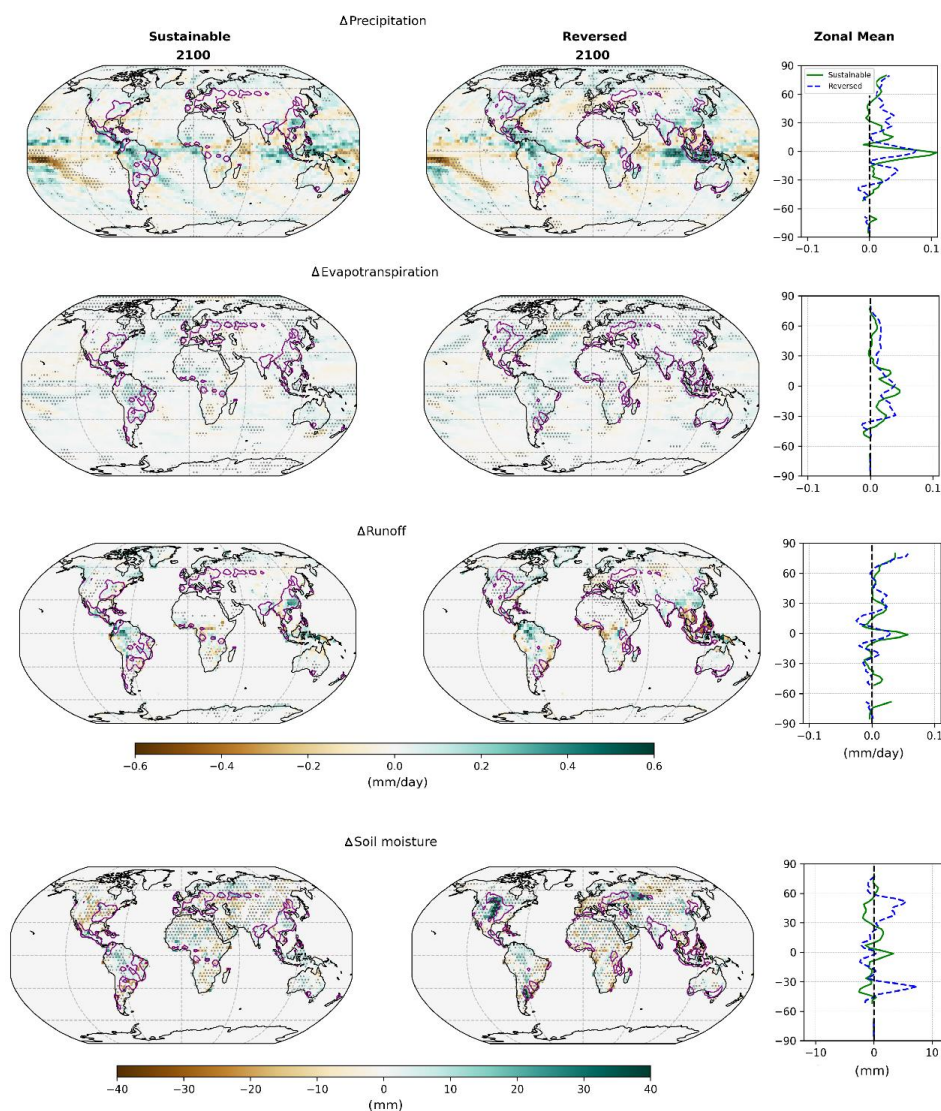 ΔPrecipitation
Sustainable
2100
Reversed
2100
Zonal Mean
90
60
30
0
−30
−60
−90
Sustainable
Reversed
−0.1 0.0 0.1
ΔEvapotranspiration
90
60
30
0
−30
−60
−90
−0.1 0.0 0.1
ΔRunoff
90
60
30
0
−30
−60
−90
−0.1 0.0 0.1
(mm/day)
−0.6 −0.4 −0.2 0.0 0.2 0.4 0.6
(mm/day)
ΔSoil moisture
90
60
30
0
−30
−60
−90
−10 0 10
(mm)
−40 −30 −20 −10 0 10 20 30 40
(mm)